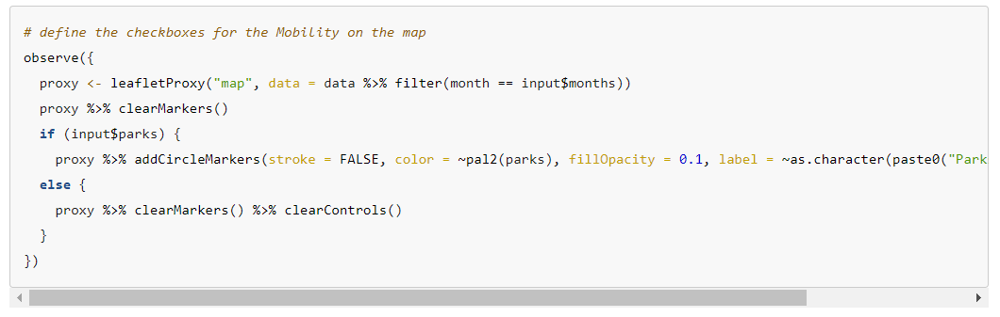 # define the checkboxes for the Mobility on the map
observe({
  proxy <- leafletProxy("map", data = data %>% filter(month == input$months))
  proxy %>% clearMarkers()
  if (input$parks) {
    proxy %>% addCircleMarkers(stroke = FALSE, color = ~pal2(parks), fillOpacity = 0.1, label = ~as.character(paste0("Park
  else {
    proxy %>% clearMarkers() %>% clearControls()
  }
})